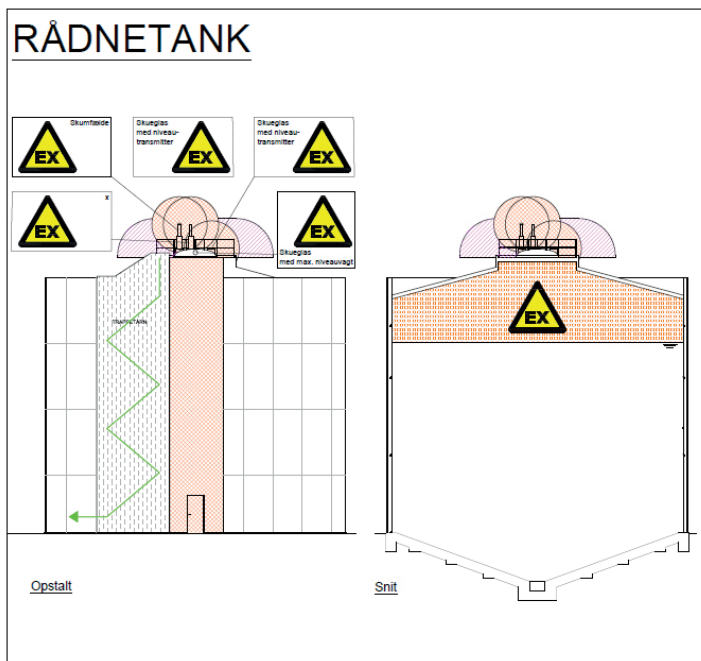 RÅDNETANK
Skumfælde
EX
Skueglas
med niveau-
transmitter
EX
Skueglas
med niveau-
transmitter
EX
x
EX
EX
Skueglas
med max. niveauvagt
EX
TRAPPETÅRN
Opstalt
Snit